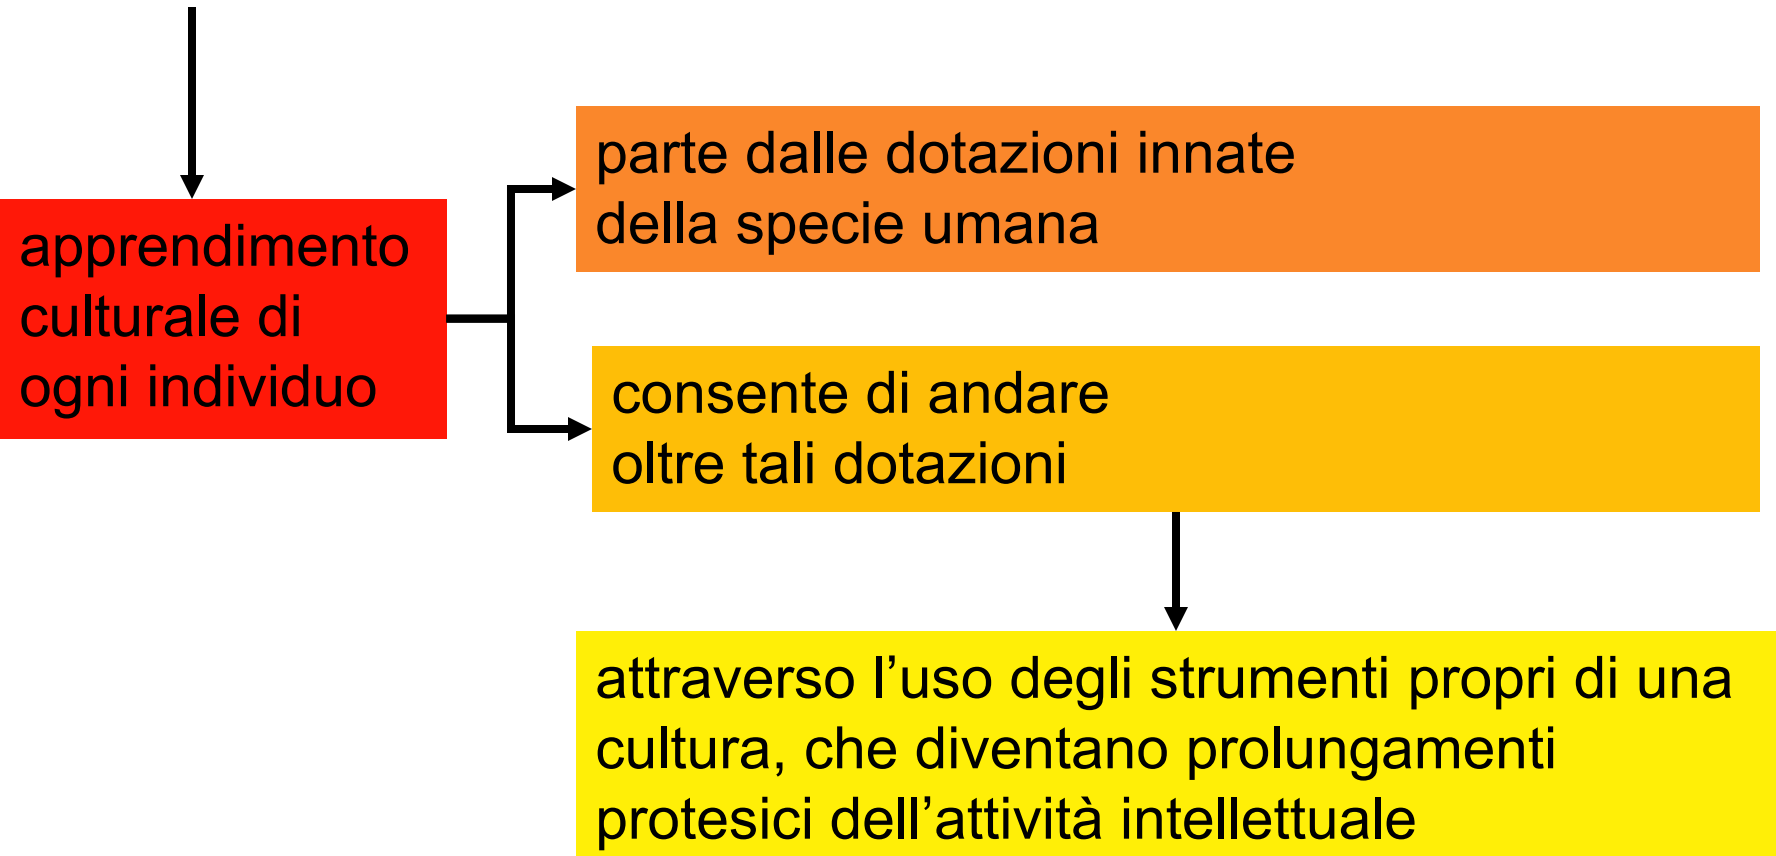 apprendimento
culturale di
ogni individuo
parte dalle dotazioni innate
della specie umana
consente di andare
oltre tali dotazioni
attraverso l’uso degli strumenti propri di una
cultura, che diventano prolungamenti
protesici dell’attività intellettuale